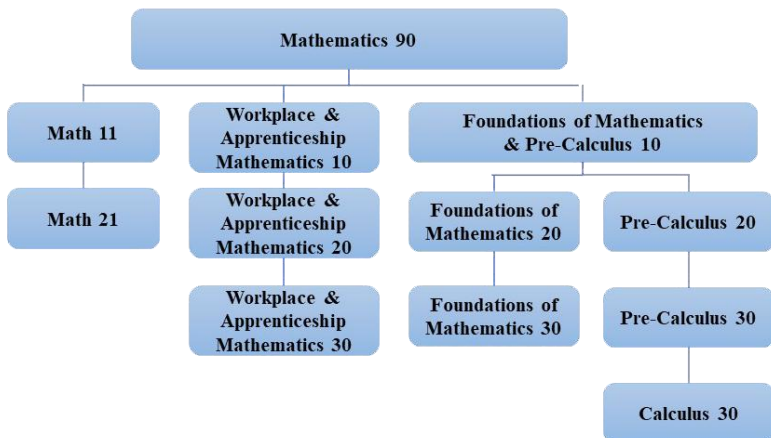 Mathematics 90
Math 11
Workplace &
Apprenticeship
Mathematics 10
Foundations of Mathematics
& Pre-Calculus 10
Math 21
Workplace &
Apprenticeship
Mathematics 20
Foundations of
Mathematics 20
Pre-Calculus 20
Workplace &
Apprenticeship
Mathematics 30
Foundations of
Mathematics 30
Pre-Calculus 30
Calculus 30